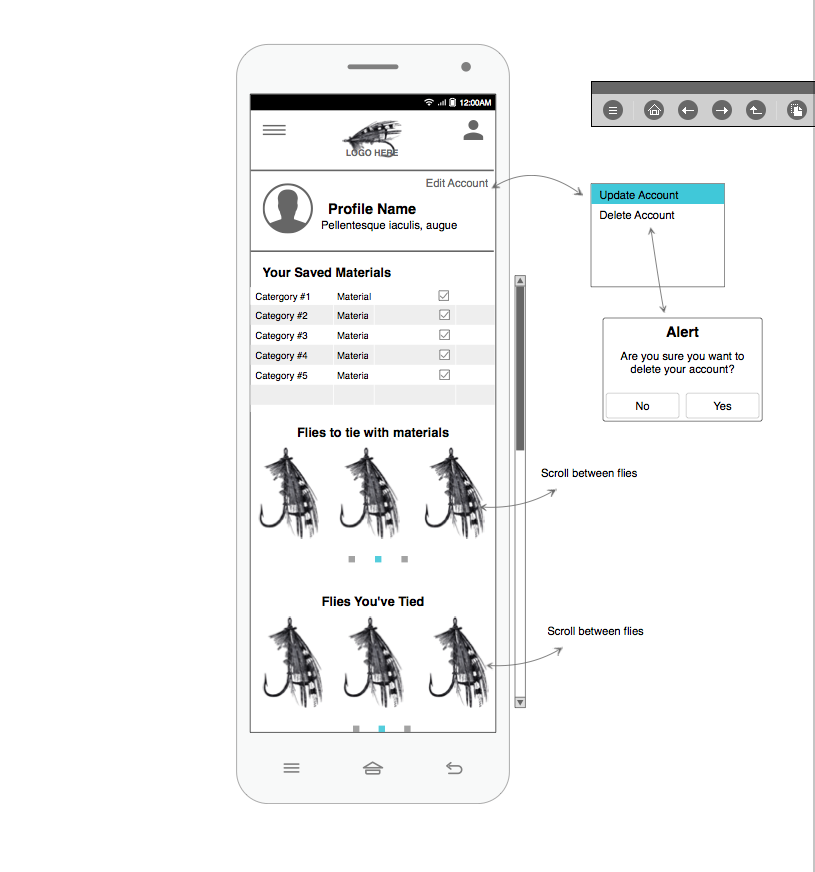 12:00AM
LOGO HERE
Edit Account
Profile Name
Pellentesque iaculis, augue
Your Saved Materials
Catergory #1 Material
Category #2 Materia
Category #3 Materia
Category #4 Materia
Category #5 Materia
Flies to tie with materials
Flies You've Tied
Update Account
Delete Account
Alert
Are you sure you want to
delete your account?
No Yes
Scroll between flies
Scroll between flies